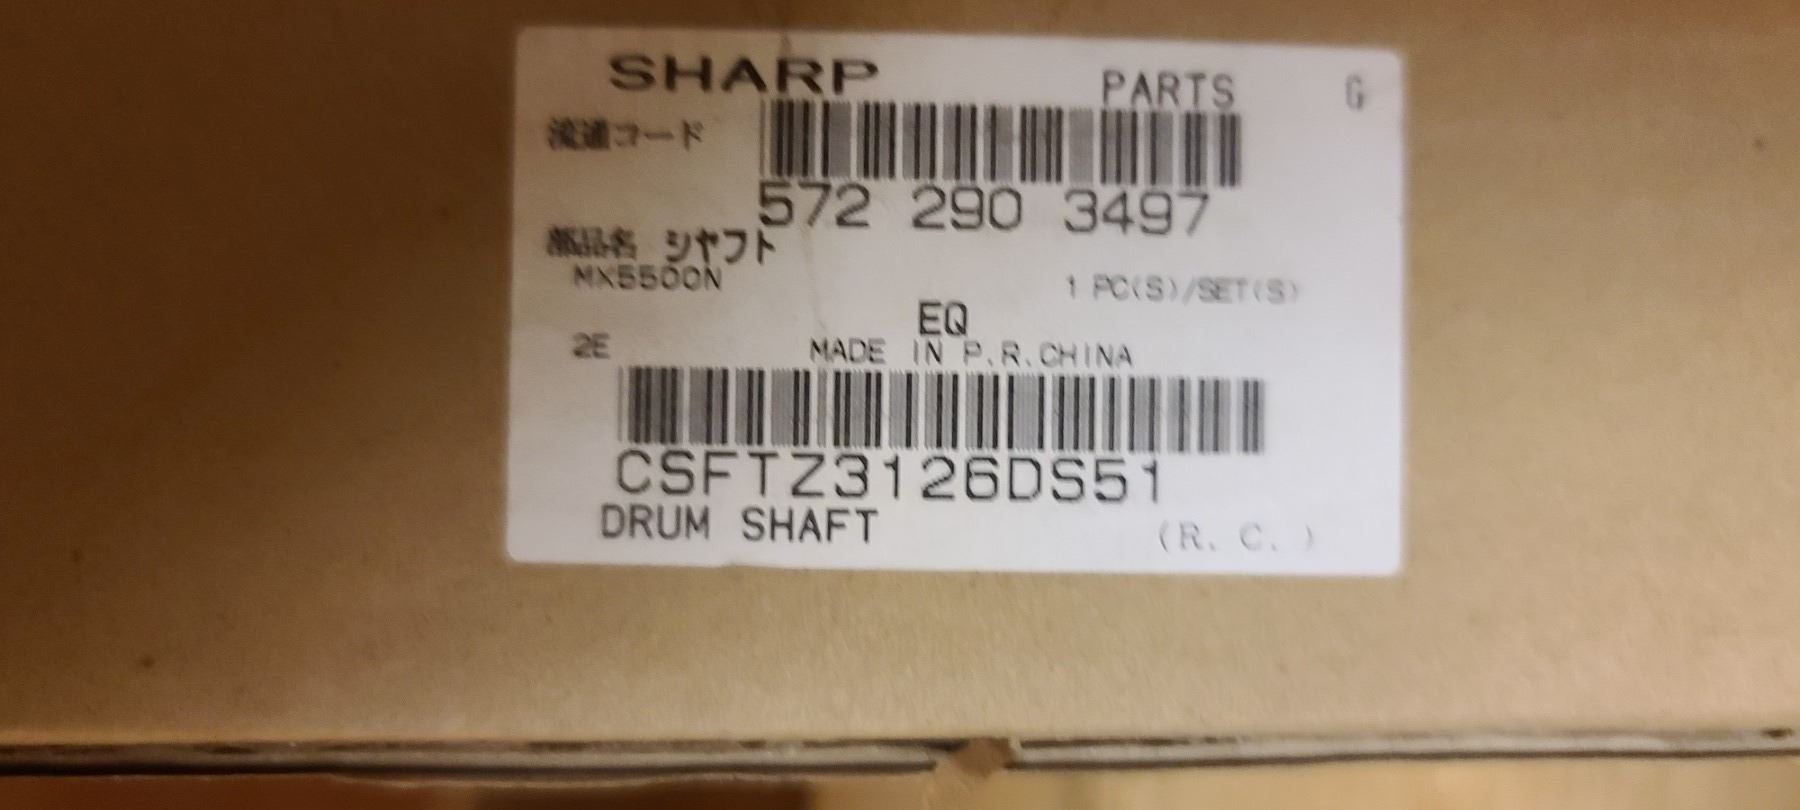 SHARP PARTS G
流通コード
572 290 3497
部品名 シヤフト
MX5500N 1 PC(S)/SET(S)
EQ
2E MADE IN P.R.CHINA
CSFTZ3126DS51
DRUM SHAFT (R. C. )